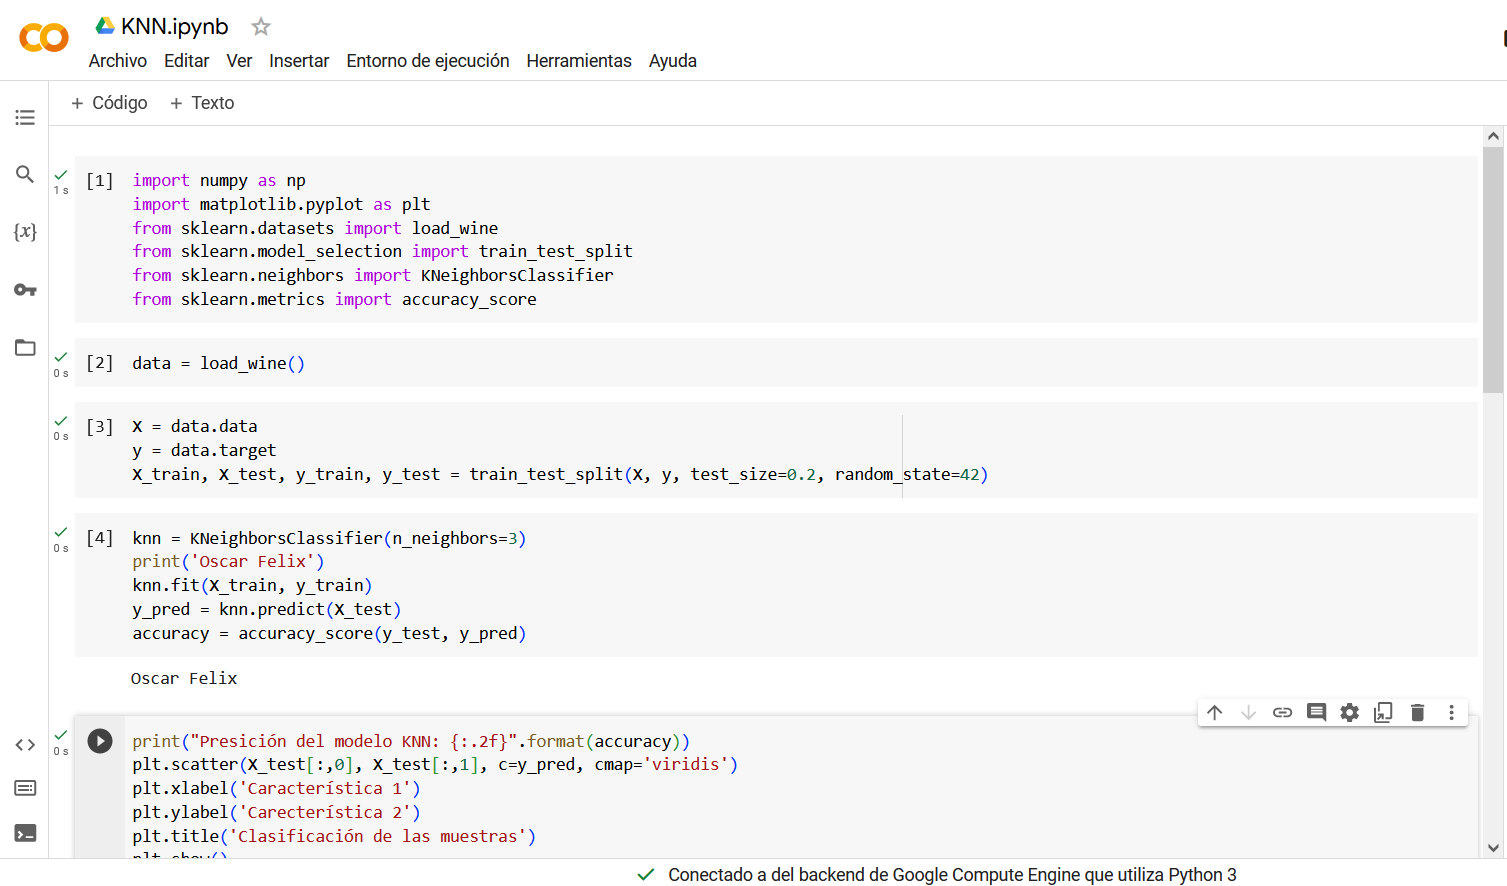 KNN.ipynb
Archivo Editar Ver Insertar Entorno de ejecución Herramientas Ayuda
+ Código + Texto
1 s
[1] import numpy as np
import matplotlib.pyplot as plt
from sklearn.datasets import load_wine
from sklearn.model_selection import train_test_split
from sklearn.neighbors import KNeighborsClassifier
from sklearn.metrics import accuracy_score
0 s
[2] data = load_wine()
0 s
[3] X = data.data
y = data.target
X_train, X_test, y_train, y_test = train_test_split(X, y, test_size=0.2, random_state=42)
0 s
[4] knn = KNeighborsClassifier(n_neighbors=3)
print('Oscar Felix')
knn.fit(X_train, y_train)
y_pred = knn.predict(X_test)
accuracy = accuracy_score(y_test, y_pred)
Oscar Felix
0 s
print("Presición del modelo KNN: {:.2f}".format(accuracy))
plt.scatter(X_test[:,0], X_test[:,1], c=y_pred, cmap='viridis')
plt.xlabel('Característica 1')
plt.ylabel('Carecterística 2')
plt.title('Clasificación de las muestras')
plt.show()
Conectado a del backend de Google Compute Engine que utiliza Python 3